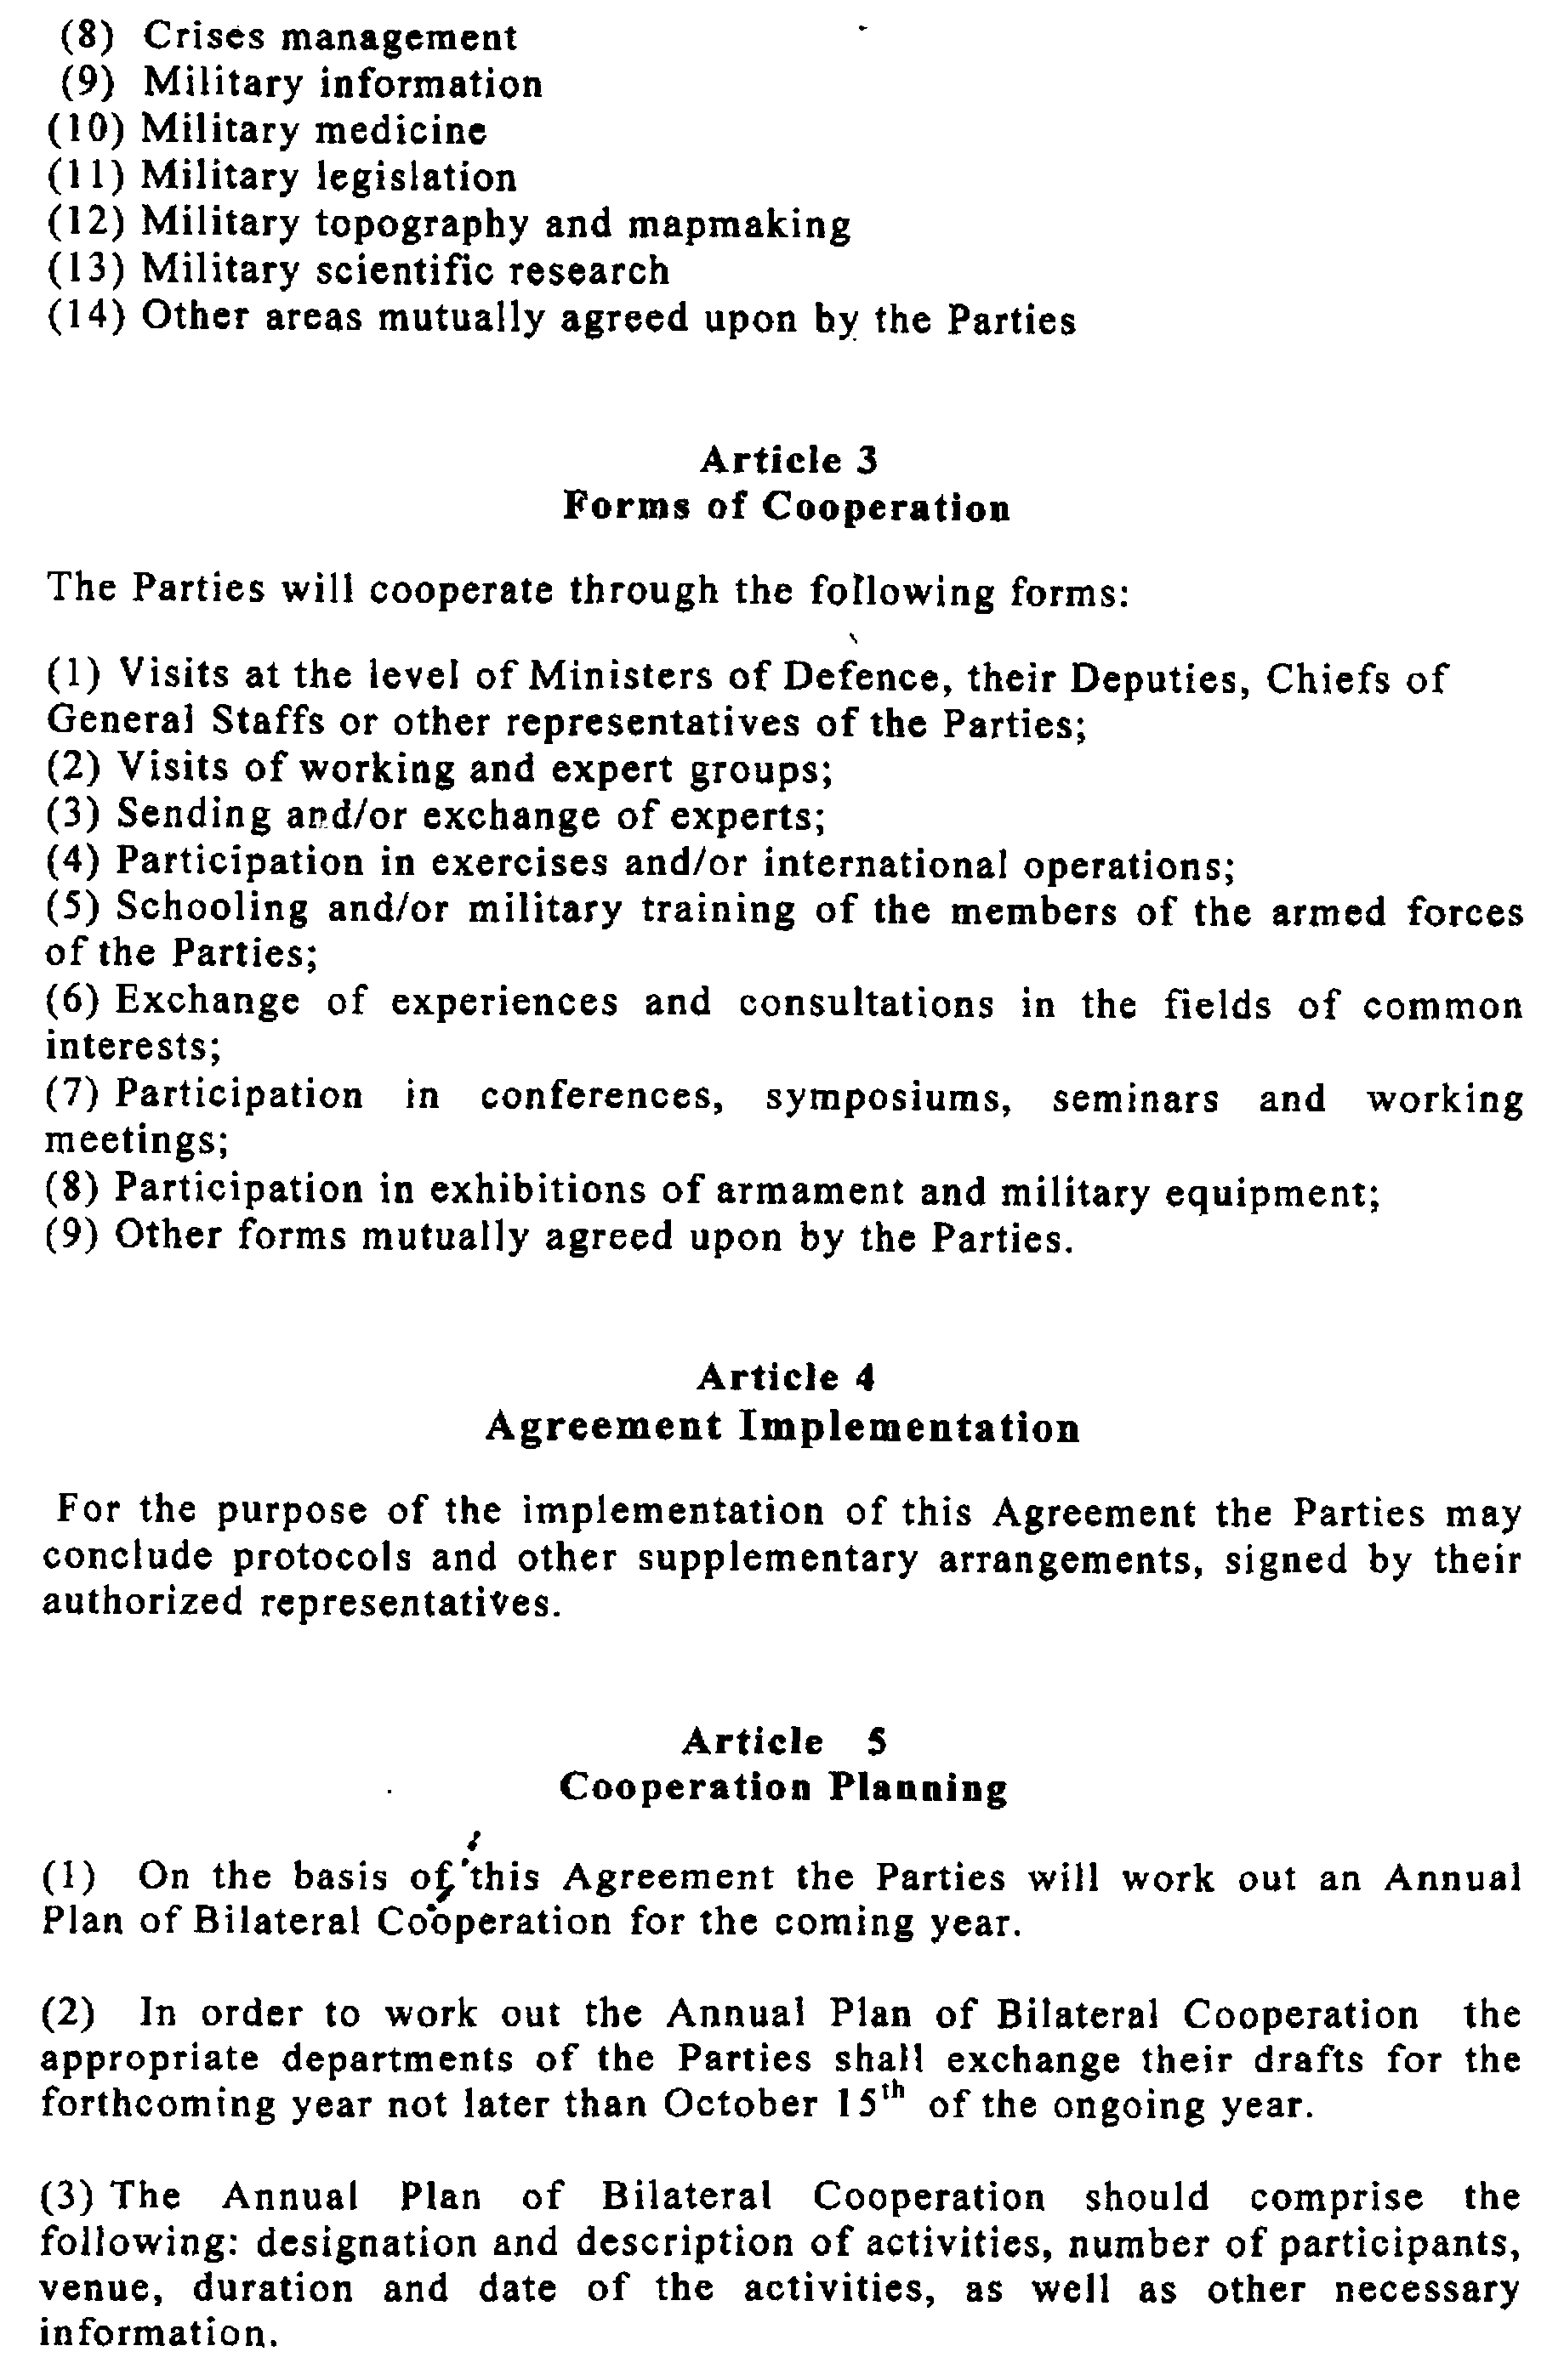 (8) Crises management
(9) Military information
(10) Military medicine
(11) Military legislation
(12) Military topography and mapmaking
(13) Military scientific research
(14) Other areas mutually agreed upon by the Parties
Article 3
Forms of Cooperation
The Parties will cooperate through the following forms:
(1) Visits at the level of Ministers of Defence, their Deputies, Chiefs of
General Staffs or other representatives of the Parties;
(2) Visits of working and expert groups;
(3) Sending and/or exchange of experts;
(4) Participation in exercises and/or international operations;
(5) Schooling and/or military training of the members of the armed forces
of the Parties;
(6) Exchange of experiences and consultations in the fields of common
interests;
(7) Participation in conferences, symposiums, seminars and working
meetings;
(8) Participation in exhibitions of armament and military equipment;
(9) Other forms mutually agreed upon by the Parties.
Article 4
Agreement Implementation
For the purpose of the implementation of this Agreement the Parties may
conclude protocols and other supplementary arrangements, signed by their
authorized representatives.
Article 5
Cooperation Planning
(1) On the basis of this Agreement the Parties will work out an Annual
Plan of Bilateral Cooperation for the coming year.
(2) In order to work out the Annual Plan of Bilateral Cooperation the
appropriate departments of the Parties shall exchange their drafts for the
forthcoming year not later than October 15th of the ongoing year.
(3) The Annual Plan of Bilateral Cooperation should comprise the
following: designation and description of activities, number of participants,
venue, duration and date of the activities, as well as other necessary
information.